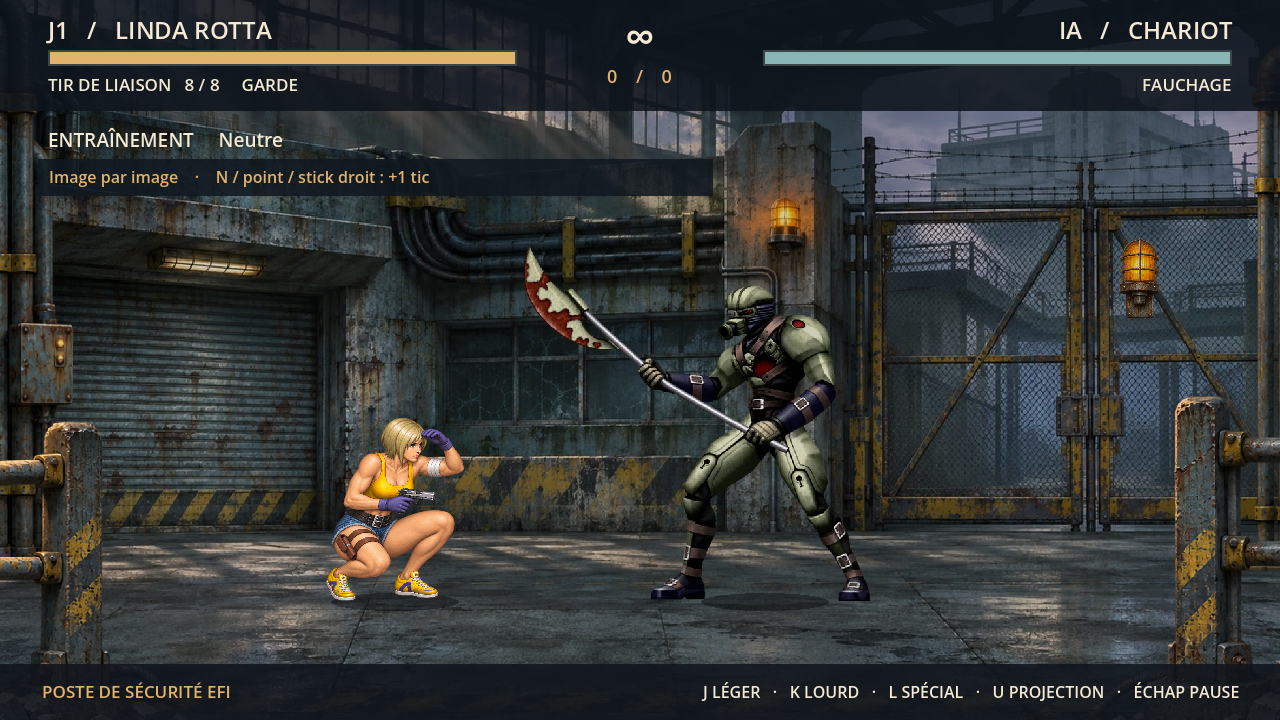 J1 / LINDA ROTTA
∞
IA / CHARIOT
0 / 0
TIR DE LIAISON 8 / 8 GARDE
FAUCHAGE
ENTRAÎNEMENT Neutre
Image par image · N / point / stick droit : +1 tic
POSTE DE SÉCURITÉ EFI
J LÉGER · K LOURD · L SPÉCIAL · U PROJECTION · ÉCHAP PAUSE